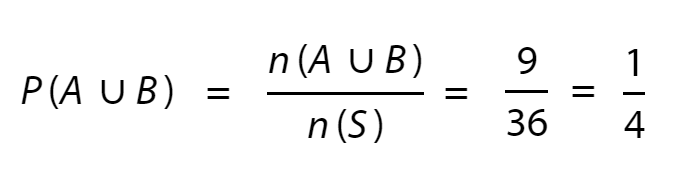 P(A ∪ B) = n(A ∪ B) / n(S) = 9/36 = 1/4